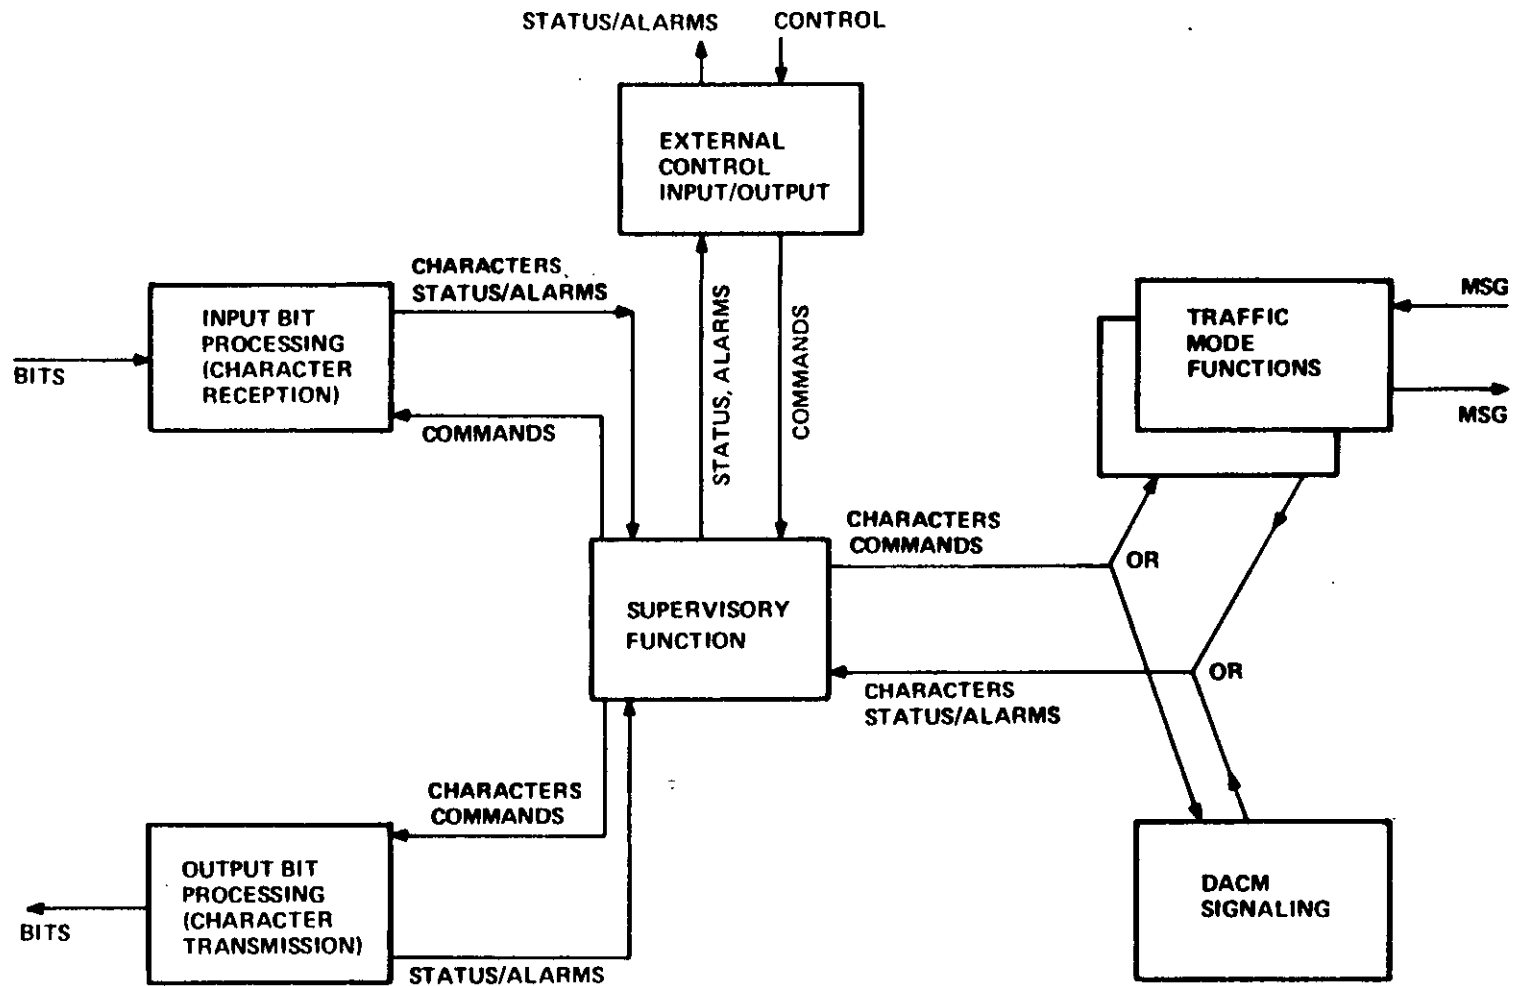 STATUS/ALARMS
CONTROL
EXTERNAL
CONTROL
INPUT/OUTPUT
CHARACTERS
STATUS/ALARMS
INPUT BIT
PROCESSING
(CHARACTER
RECEPTION)
BITS
COMMANDS
STATUS, ALARMS
COMMANDS
TRAFFIC
MODE
FUNCTIONS
MSG
MSG
CHARACTERS
COMMANDS
OR
SUPERVISORY
FUNCTION
OR
CHARACTERS
STATUS/ALARMS
CHARACTERS
COMMANDS
OUTPUT BIT
PROCESSING
(CHARACTER
TRANSMISSION)
BITS
STATUS/ALARMS
DACM
SIGNALING